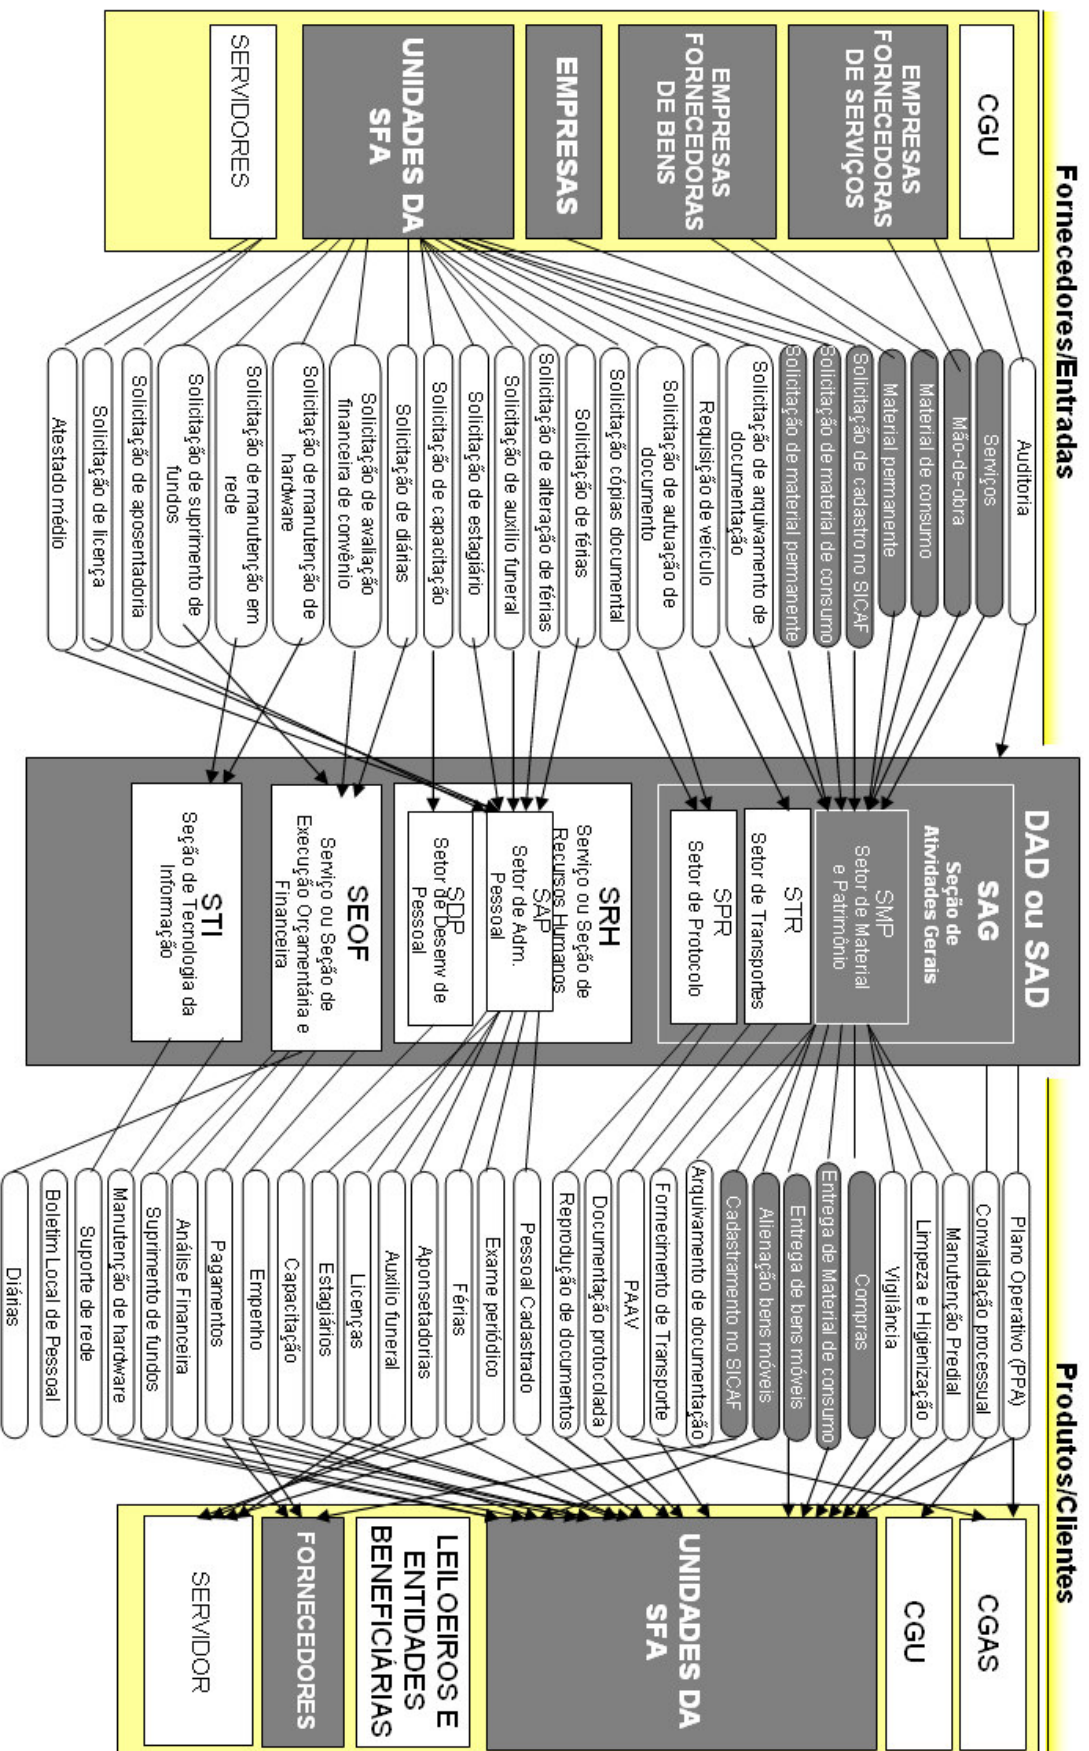 Fornecedores/Entradas
CGU
EMPRESAS
FORNECEDORAS
DE SERVIÇOS
EMPRESAS
FORNECEDORAS
DE BENS
EMPRESAS
UNIDADES DA
SFA
SERVIDORES
Auditoria
Serviços
Mão-de-obra
Material de consumo
Material permanente
Solicitação de cadastro no SICAF
Solicitação de material de consumo
Solicitação de material permanente
Solicitação de arquivamento de
documentação
Requisição de veículo
Solicitação de autuação de
documento
Solicitação cópias documental
Solicitação de férias
Solicitação de alteração de férias
Solicitação de auxilio funeral
Solicitação de estagiário
Solicitação de capacitação
Solicitação de diárias
Solicitação de avaliação
financeira de convênio
Solicitação de manutenção de
hardware
Solicitação de manutenção em
rede
Solicitação de suprimento de
fundos
Solicitação de aposentadoria
Solicitação de licença
Atestado médio
DAD ou SAD
SAG
Seção de
Atividades Gerais
SMP
Setor de Material
e Patrimônio
STR
Setor de Transportes
SPR
Setor de Protocolo
SRH
Serviço ou Seção de
Recursos Humanos
SAP
Setor de Adm.
Pessoal
SDP
Setor de Desenv de
Pessoal
SEOF
Serviço ou Seção de
Execução Orçamentária e
Financeira
STI
Seção de Tecnologia da
Informação
Produtos/Clientes
Plano Operativo (PPA)
Convalidação processual
Manutenção Predial
Limpeza e Higienização
Vigilância
Compras
Entrega de Material de consumo
Entrega de bens móveis
Alienação bens móveis
Cadastramento no SICAF
Arquivamento de documentação
Fornecimento de Transporte
PAAV
Documentação protocolada
Reprodução de documentos
Pessoal Cadastrado
Exame periódico
Férias
Aponsetadorias
Auxilio funeral
Licenças
Estagiários
Capacitação
Empenho
Pagamentos
Análise Financeira
Suprimento de fundos
Manutenção de hardware
Suporte de rede
Boletim Local de Pessoal
Diárias
CGAS
CGU
UNIDADES DA
SFA
LEILOEIROS E
ENTIDADES
BENEFICIÁRIAS
FORNECEDORES
SERVIDOR